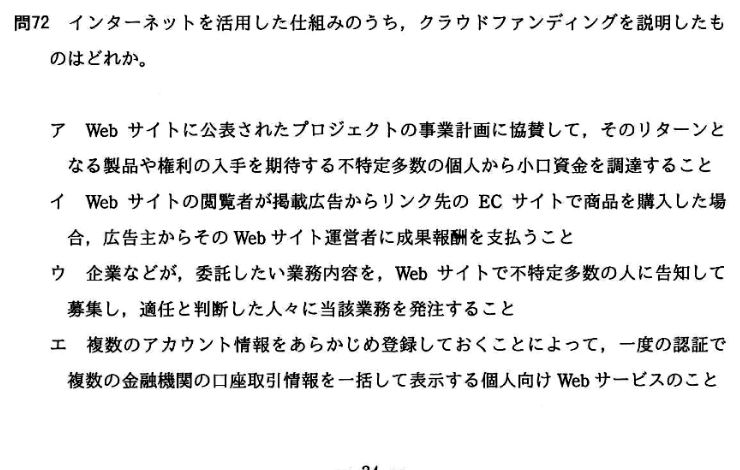 問72 インターネットを活用した仕組みのうち，クラウドファンディングを説明したも
のはどれか。
ア Web サイトに公表されたプロジェクトの事業計画に協賛して，そのリターンと
なる製品や権利の入手を期待する不特定多数の個人から小口資金を調達すること
イ Web サイトの閲覧者が掲載広告からリンク先の EC サイトで商品を購入した場
合，広告主からその Web サイト運営者に成果報酬を支払うこと
ウ 企業などが，委託したい業務内容を，Web サイトで不特定多数の人に告知して
募集し，適任と判断した人々に当該業務を発注すること
エ 複数のアカウント情報をあらかじめ登録しておくことによって，一度の認証で
複数の金融機関の口座取引情報を一括して表示する個人向け Web サービスのこと